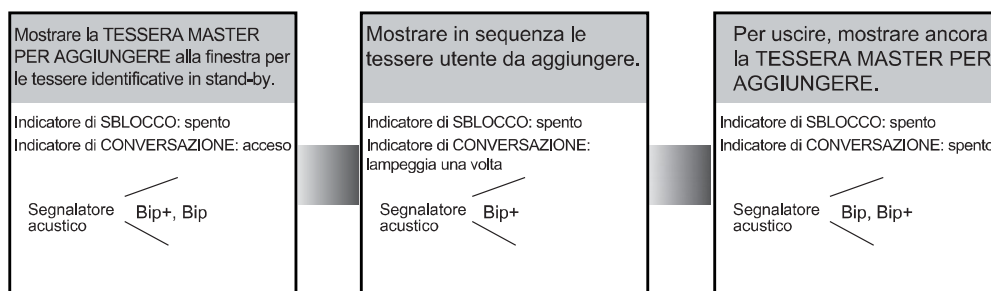 Mostrare la TESSERA MASTER
PER AGGIUNGERE alla finestra per
le tessere identificative in stand-by.
Indicatore di SBLOCCO: spento
Indicatore di CONVERSAZIONE: acceso
Segnalatore
acustico
Bip+, Bip
Mostrare in sequenza le
tessere utente da aggiungere.
Indicatore di SBLOCCO: spento
Indicatore di CONVERSAZIONE:
lampeggia una volta
Segnalatore
acustico
Bip+
Per uscire, mostrare ancora
la TESSERA MASTER PER
AGGIUNGERE.
Indicatore di SBLOCCO: spento
Indicatore di CONVERSAZIONE: spento
Segnalatore
acustico
Bip, Bip+